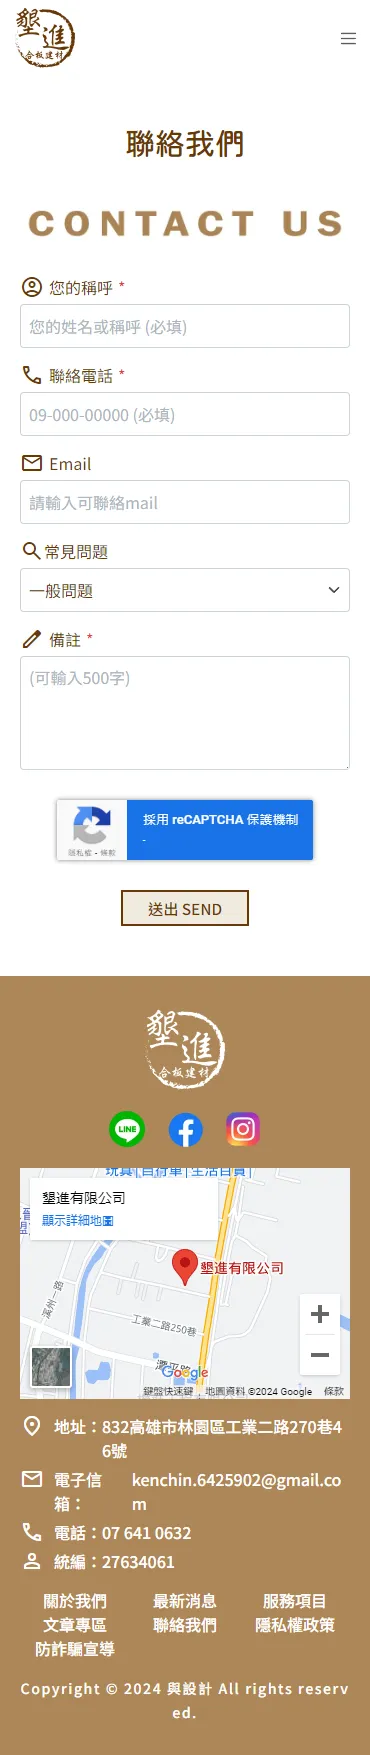 墾進
合板建材
聯絡我們
CONTACT US
您的稱呼 *
您的姓名或稱呼 (必填)
聯絡電話 *
09-000-00000 (必填)
Email
請輸入可聯絡mail
常見問題
一般問題
備註 *
(可輸入500字)
採用 reCAPTCHA 保護機制
隱私權 - 條款
-
送出 SEND
墾進
合板建材
LINE
玩具|自行車|生活百貨|
墾進有限公司
顯示詳細地圖
墾進有限公司
工業二路250巷
潭平路
Google
鍵盤快速鍵
地圖資料 ©2024 Google
條款
地址：832高雄市林園區工業二路270巷4
6號
電子信箱：
kenchin.6425902@gmail.co
m
電話：07 641 0632
統編：27634061
關於我們 最新消息 服務項目
文章專區 聯絡我們 隱私權政策
防詐騙宣導
Copyright © 2024 與設計 All rights reserv
ed.